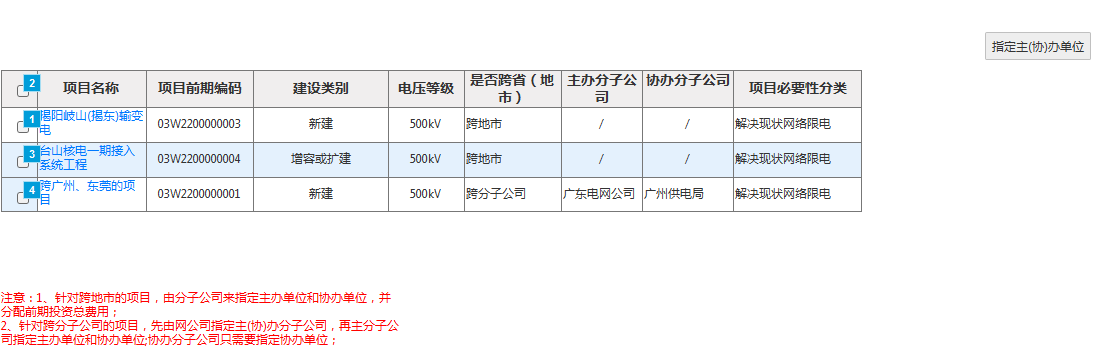 指定主(协)办单位
2 项目名称 项目前期编码 建设类别 电压等级 是否跨省（地市） 主办分子公司 协办分子公司 项目必要性分类
1 揭阳岐山(揭东)输变电 03W2200000003 新建 500kV 跨地市 / / 解决现状网络限电
3 台山核电一期接入系统工程 03W2200000004 增容或扩建 500kV 跨地市 / / 解决现状网络限电
4 跨广州、东莞的项目 03W2200000001 新建 500kV 跨分子公司 广东电网公司 广州供电局 解决现状网络限电
注意：1、针对跨地市的项目，由分子公司来指定主办单位和协办单位，并
分配前期投资总费用；
2、针对跨分子公司的项目，先由网公司指定主(协)办分子公司，再主分子公
司指定主办单位和协办单位;协办分子公司只需要指定协办单位；